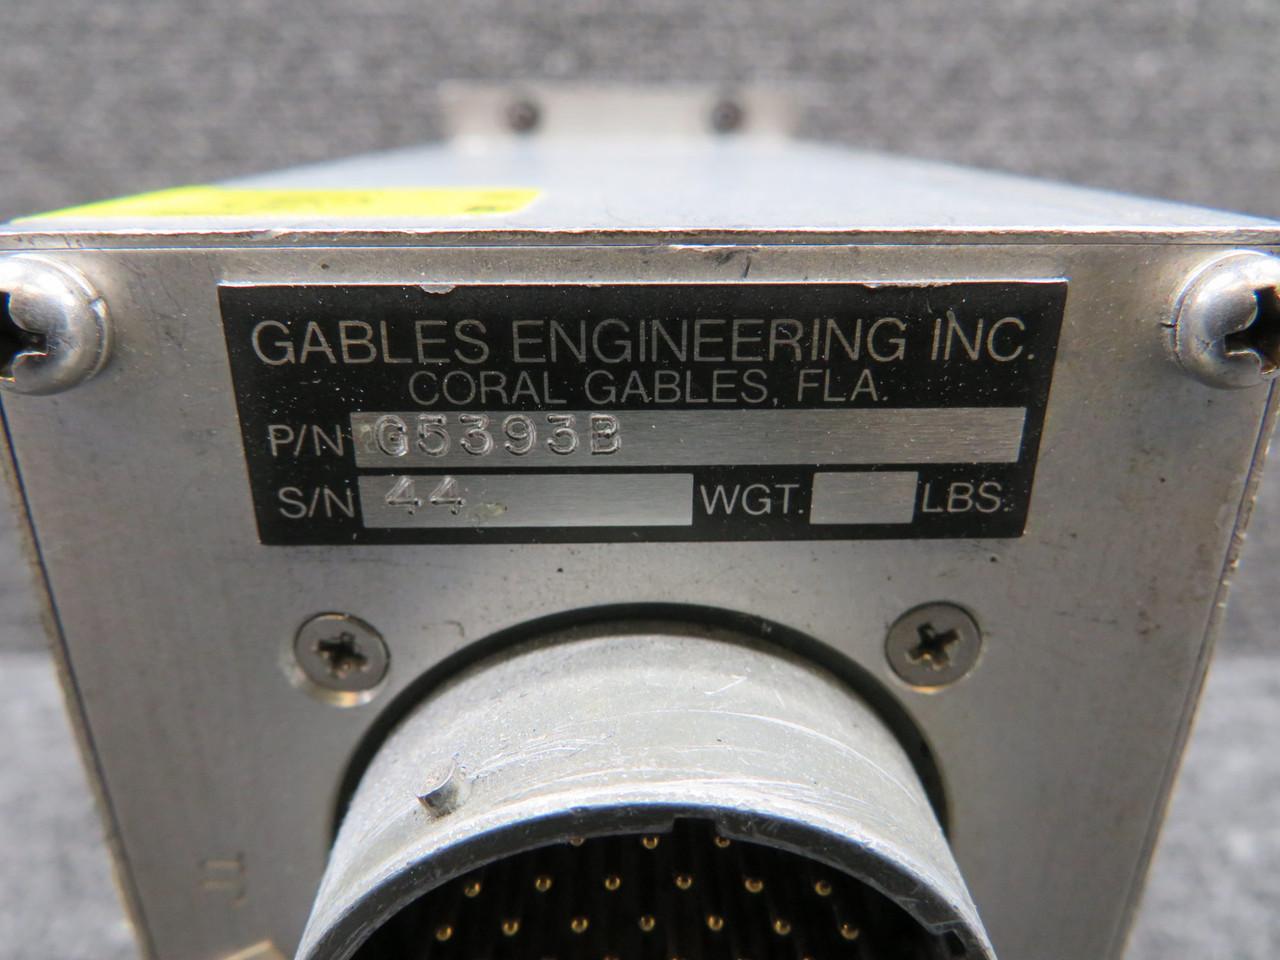 GABLES ENGINEERING INC.
CORAL GABLES, FLA.
P/N G5393B
S/N 44 WGT. LBS.